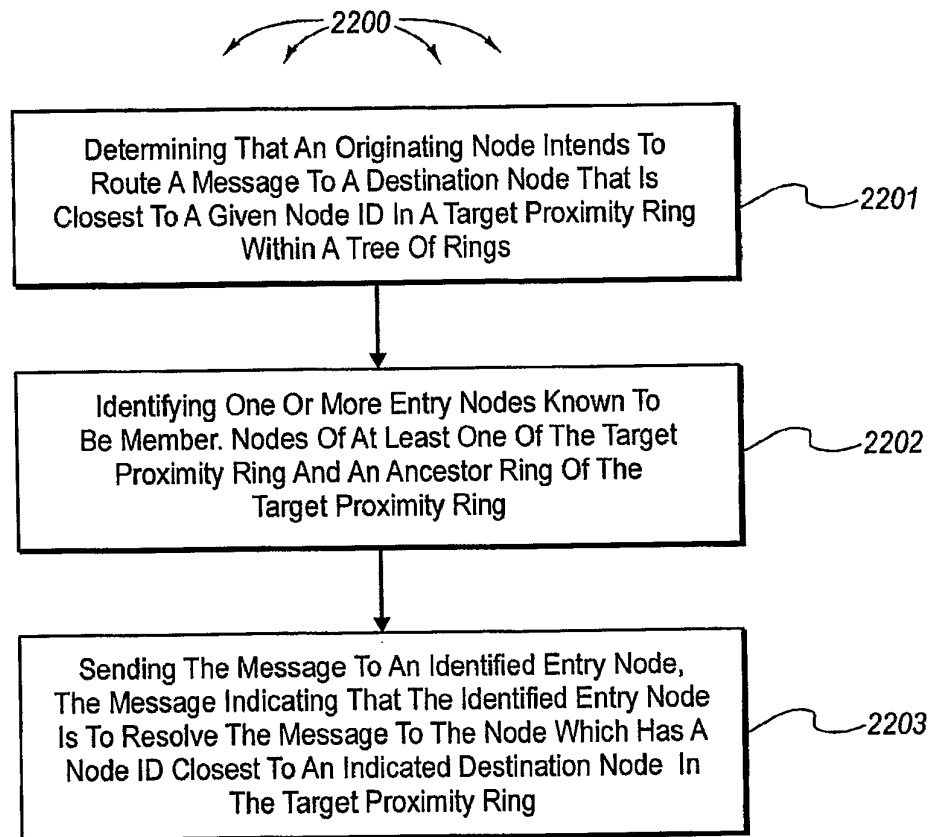 2200
Determining That An Originating Node Intends To
Route A Message To A Destination Node That Is
Closest To A Given Node ID In A Target Proximity Ring
Within A Tree Of Rings
2201
Identifying One Or More Entry Nodes Known To
Be Member. Nodes Of At Least One Of The Target
Proximity Ring And An Ancestor Ring Of The
Target Proximity Ring
2202
Sending The Message To An Identified Entry Node,
The Message Indicating That The Identified Entry Node
Is To Resolve The Message To The Node Which Has A
Node ID Closest To An Indicated Destination Node In
The Target Proximity Ring
2203